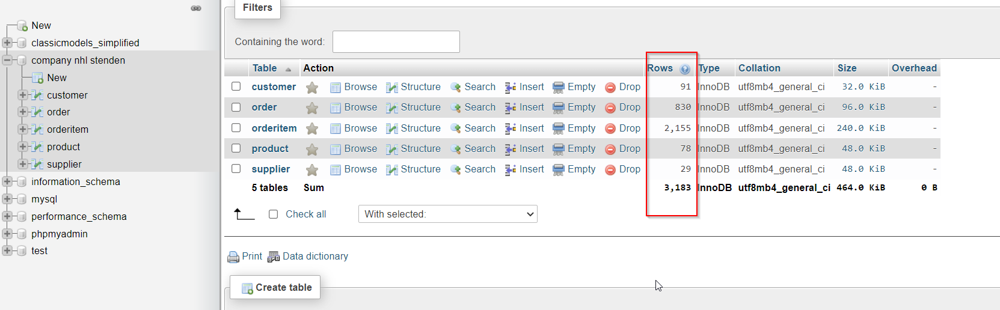 New
classicmodels_simplified
company nhl stenden
New
customer
order
orderitem
product
supplier
information_schema
mysql
performance_schema
phpmyadmin
test
Filters
Containing the word:
Table Action Rows Type Collation Size Overhead
customer Browse Structure Search Insert Empty Drop 91 InnoDB utf8mb4_general_ci 32.0 KiB -
order Browse Structure Search Insert Empty Drop 830 InnoDB utf8mb4_general_ci 96.0 KiB -
orderitem Browse Structure Search Insert Empty Drop 2,155 InnoDB utf8mb4_general_ci 240.0 KiB -
product Browse Structure Search Insert Empty Drop 78 InnoDB utf8mb4_general_ci 48.0 KiB -
supplier Browse Structure Search Insert Empty Drop 29 InnoDB utf8mb4_general_ci 48.0 KiB -
5 tables Sum 3,183 InnoDB utf8mb4_general_ci 464.0 KiB 0 B
Check all With selected:
Print Data dictionary
Create table